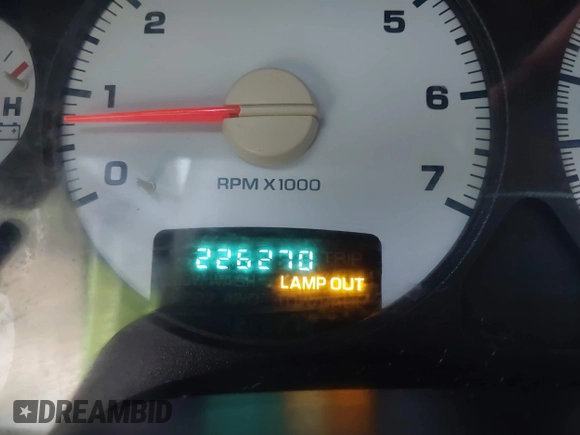 2 5
H 1 6
0 7
RPM X1000
226270 TRIP
LAMP OUT
DREAMBID